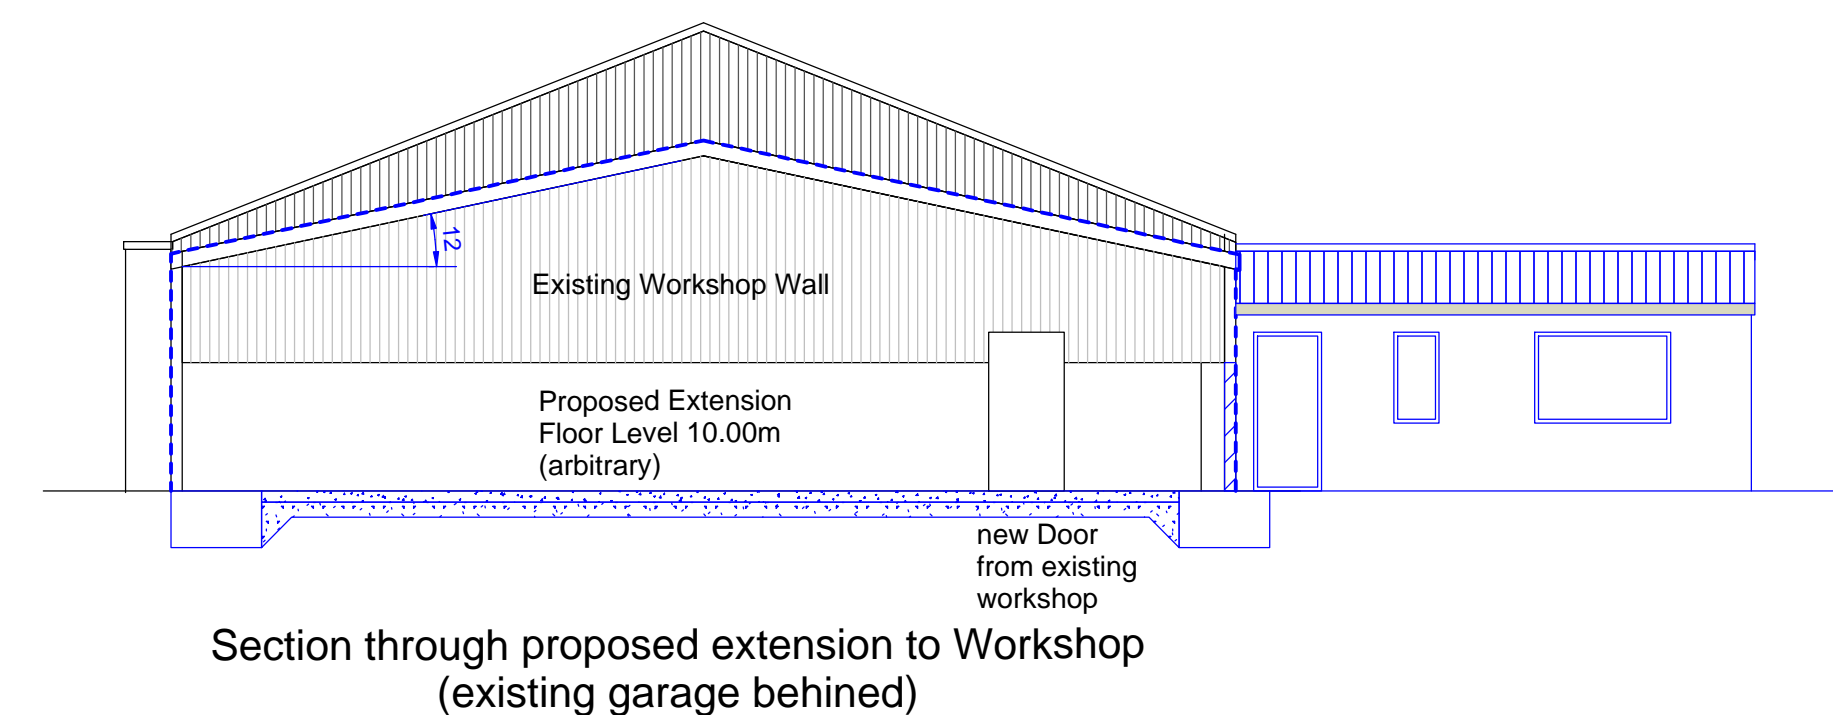 12
Existing Workshop Wall
Proposed Extension
Floor Level 10.00m
(arbitrary)
new Door
from existing
workshop
Section through proposed extension to Workshop
(existing garage behined)